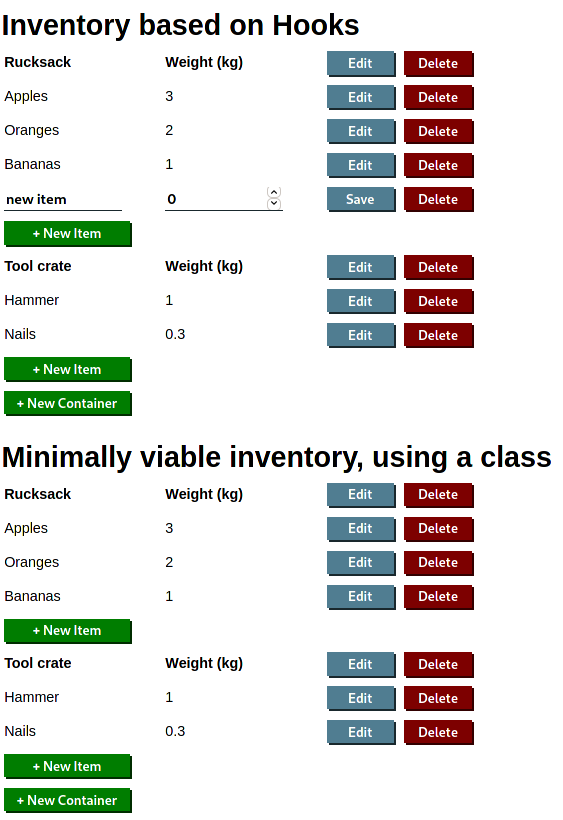 Inventory based on Hooks
Rucksack Weight (kg) Edit Delete
Apples 3 Edit Delete
Oranges 2 Edit Delete
Bananas 1 Edit Delete
new item 0 Save Delete
+ New Item
Tool crate Weight (kg) Edit Delete
Hammer 1 Edit Delete
Nails 0.3 Edit Delete
+ New Item
+ New Container
Minimally viable inventory, using a class
Rucksack Weight (kg) Edit Delete
Apples 3 Edit Delete
Oranges 2 Edit Delete
Bananas 1 Edit Delete
+ New Item
Tool crate Weight (kg) Edit Delete
Hammer 1 Edit Delete
Nails 0.3 Edit Delete
+ New Item
+ New Container